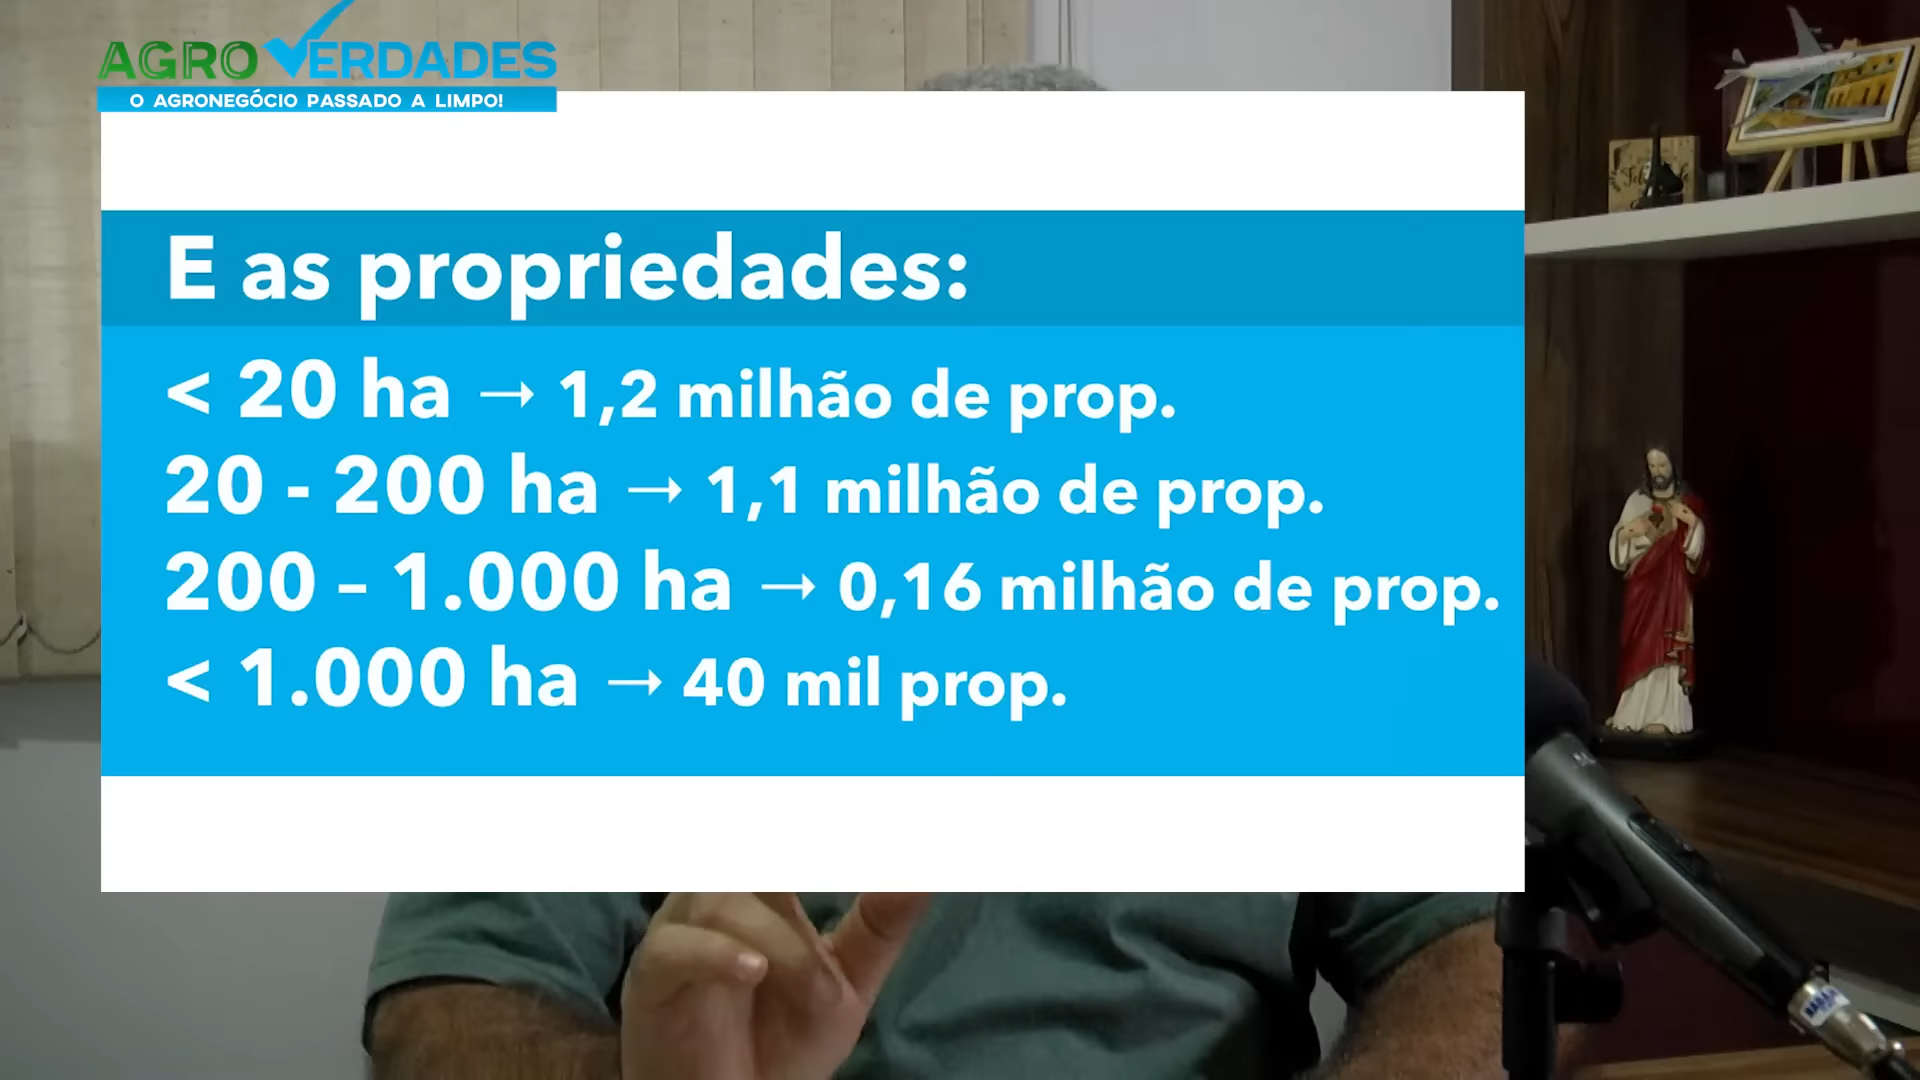 AGROVERDADES
O AGRONEGÓCIO PASSADO A LIMPO!
E as propriedades:
< 20 ha → 1,2 milhão de prop.
20 - 200 ha → 1,1 milhão de prop.
200 – 1.000 ha → 0,16 milhão de prop.
< 1.000 ha → 40 mil prop.